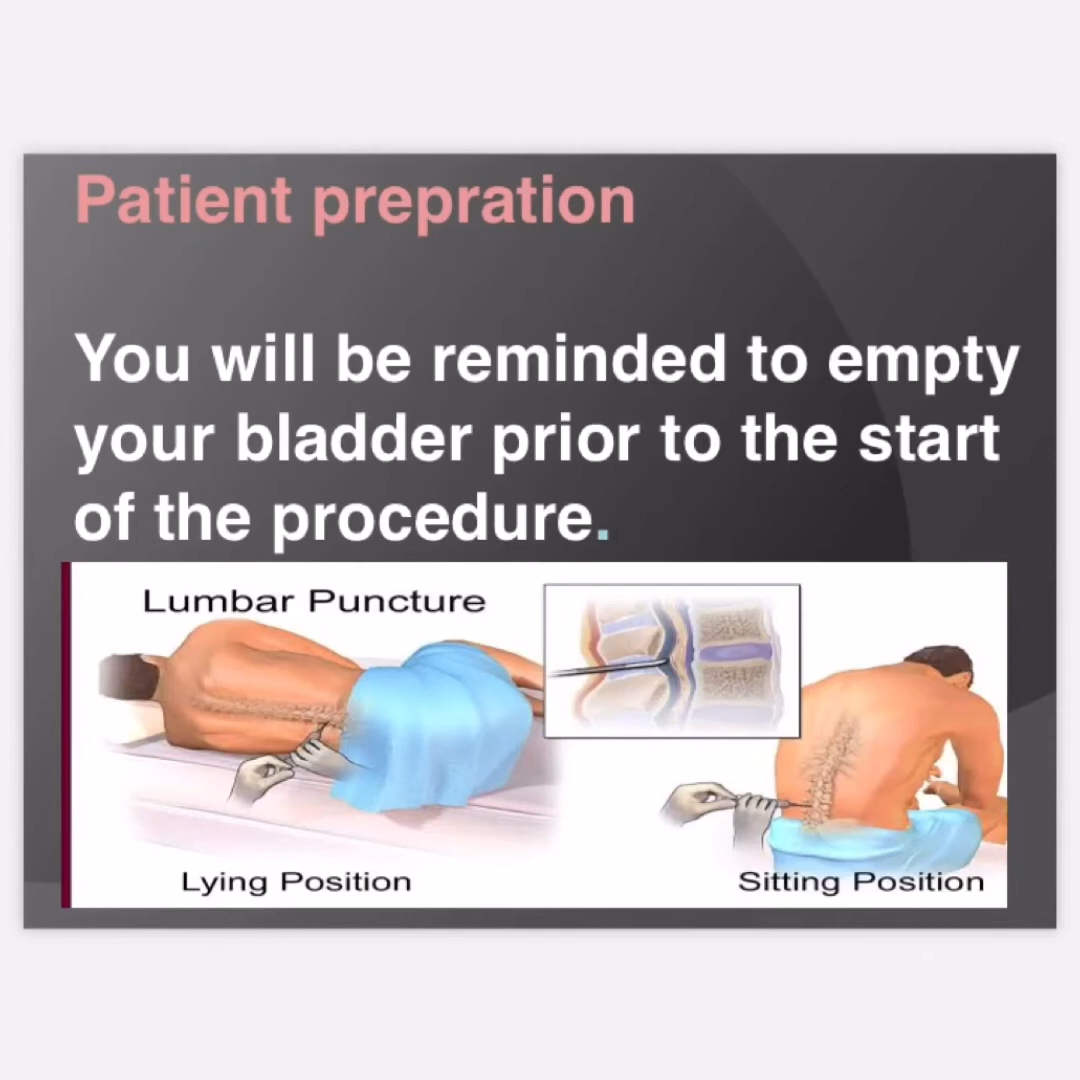 Patient prepration
You will be reminded to empty
your bladder prior to the start
of the procedure.
Lumbar Puncture
Lying Position
Sitting Position